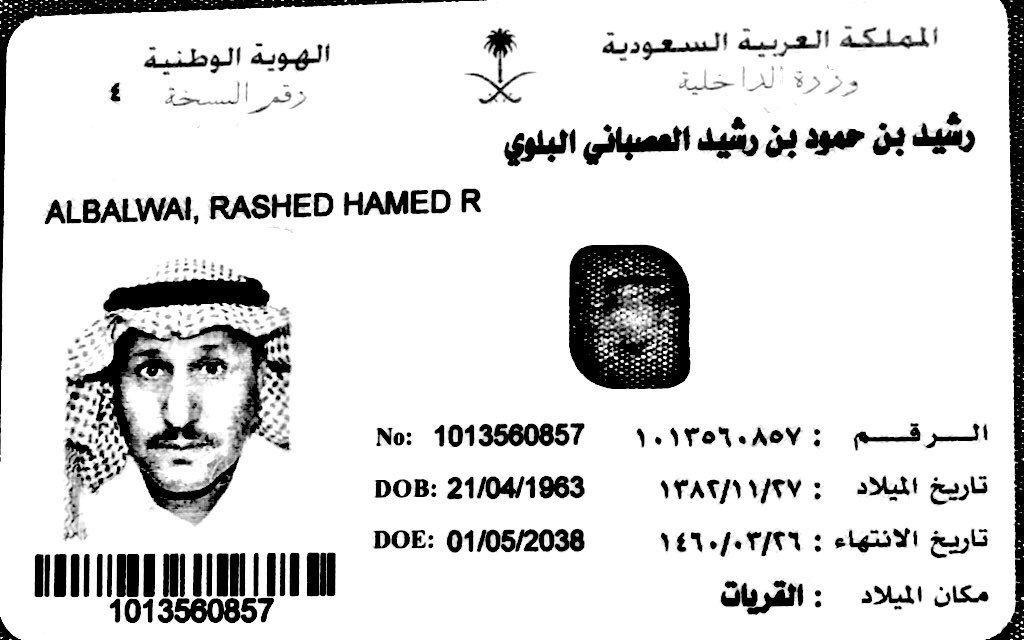 المملكة العربية السعودية
وزارة الداخلية
الهوية الوطنية
رقم النسخة ٤
رشيد بن حمود بن رشيد العصباني البلوي
ALBALWAI, RASHED HAMED R
الرقم : ١٠١٣٥٦٠٨٥٧ No: 1013560857
تاريخ الميلاد : ١٣٨٢/١١/٢٧ DOB: 21/04/1963
تاريخ الانتهاء : ١٤٦٠/٠٣/٢٦ DOE: 01/05/2038
مكان الميلاد : القريات
1013560857